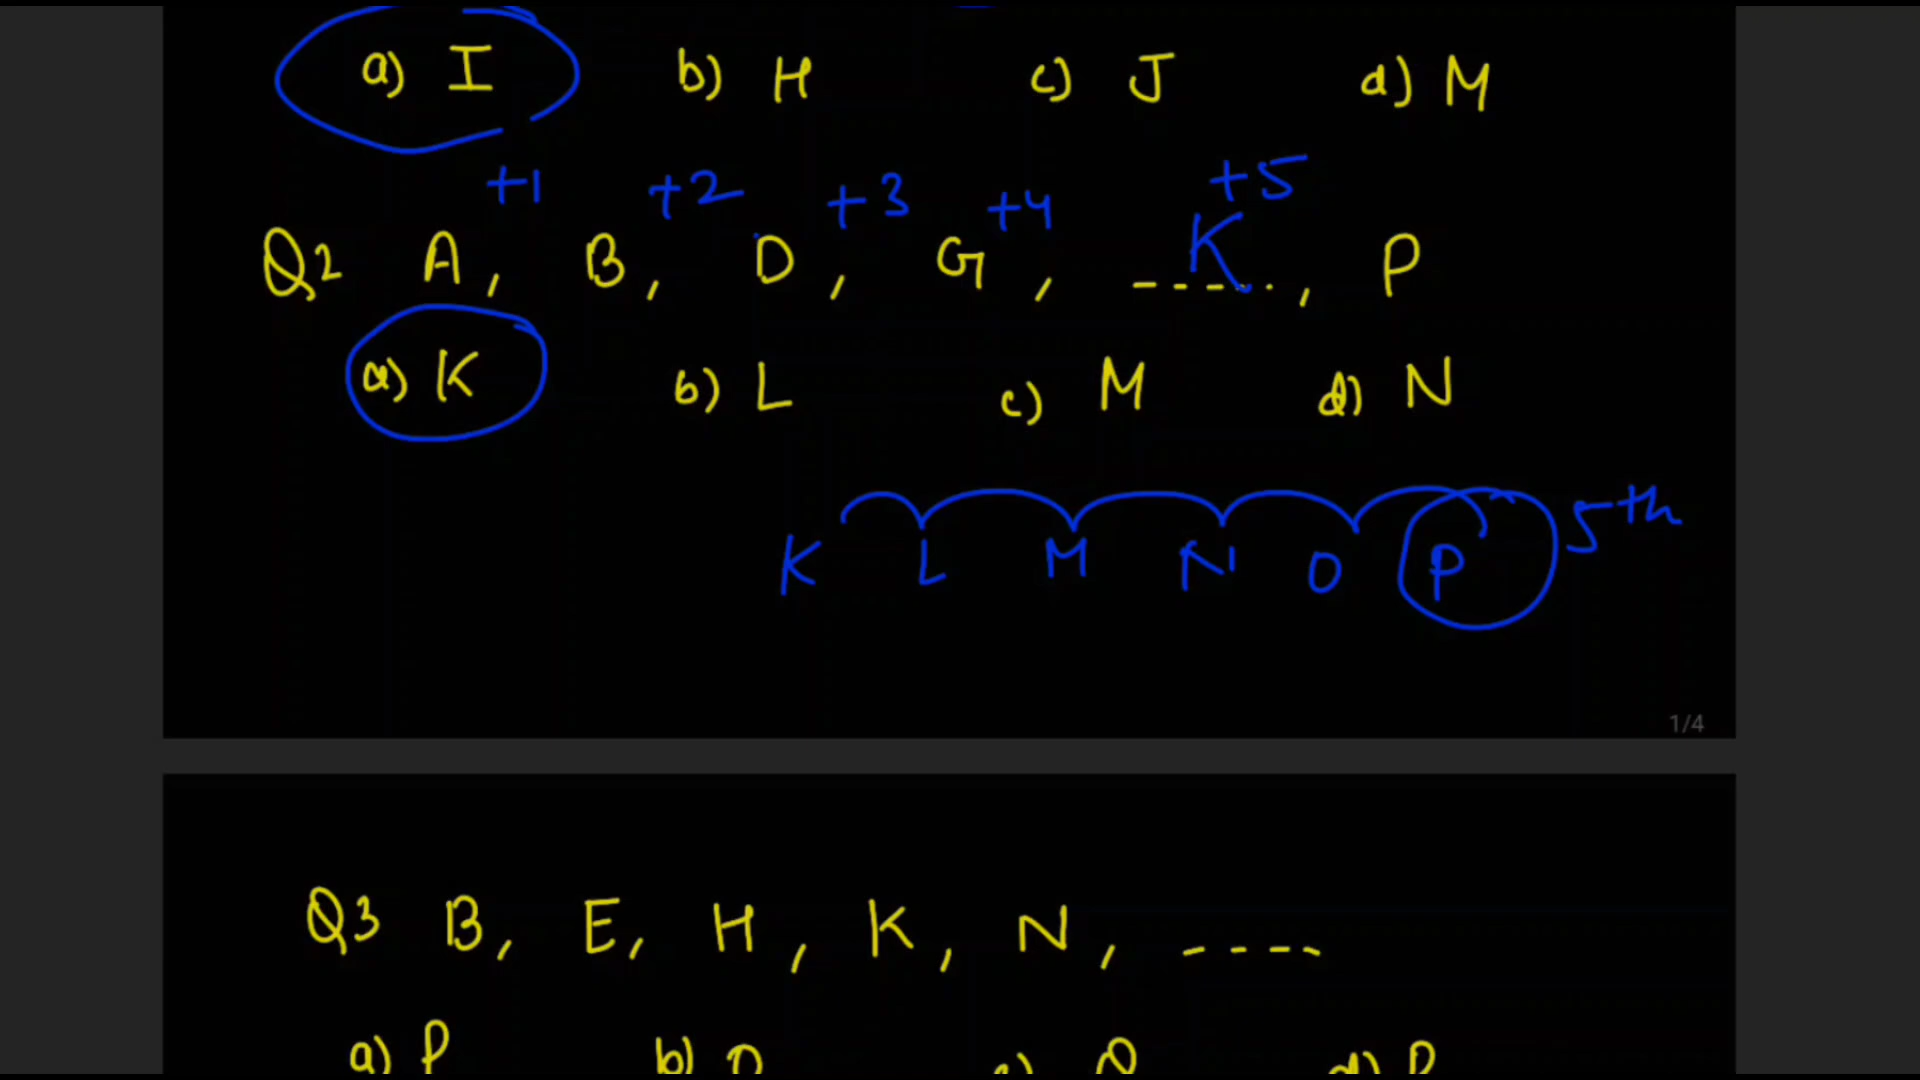 a) I b) H c) J d) M
+1 +2 +3 +4 +5
Q2 A, B, D, G, ----- K, P
a) K b) L c) M d) N
K L M N O P 5th
1/4
Q3 B, E, H, K, N, ----
a) P b) c) d)